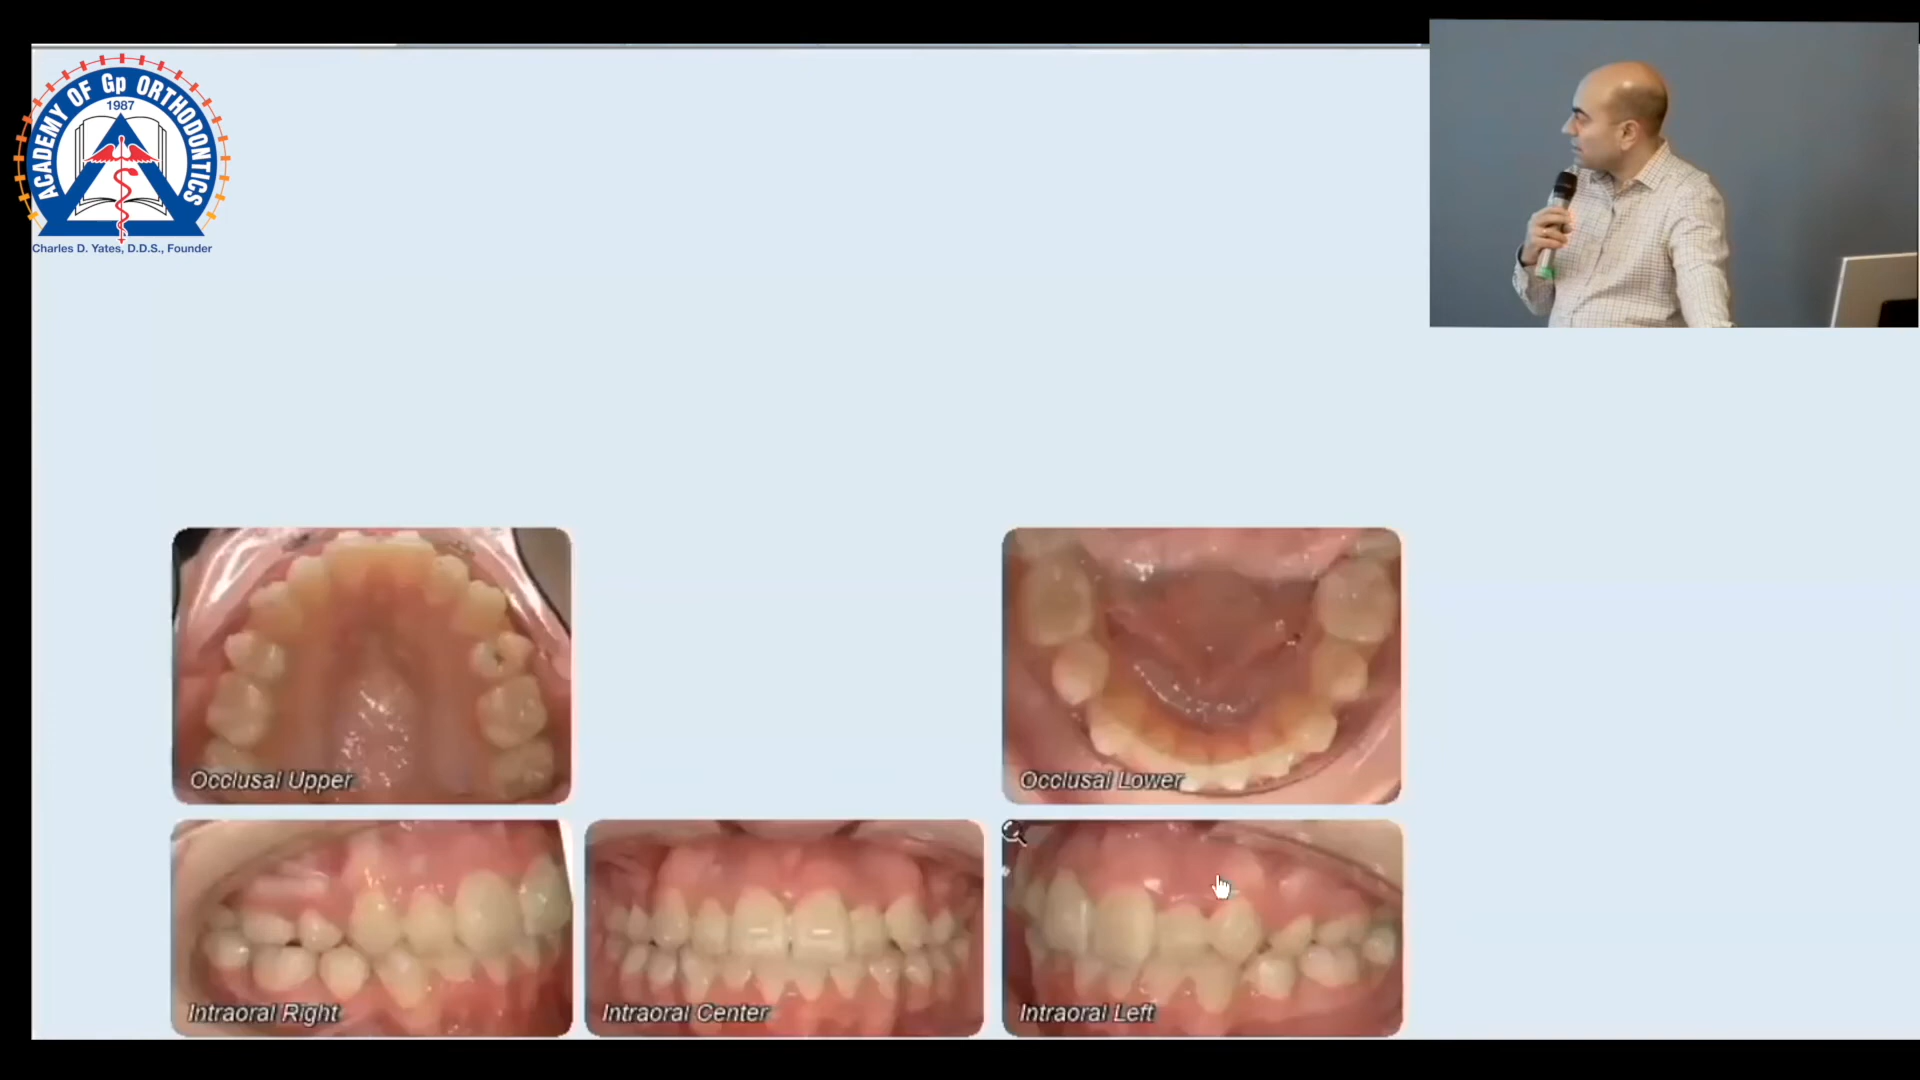 ACADEMY OF Gp ORTHODONTICS
1987
Charles D. Yates, D.D.S., Founder
Occlusal Upper
Occlusal Lower
Intraoral Right
Intraoral Center
Intraoral Left